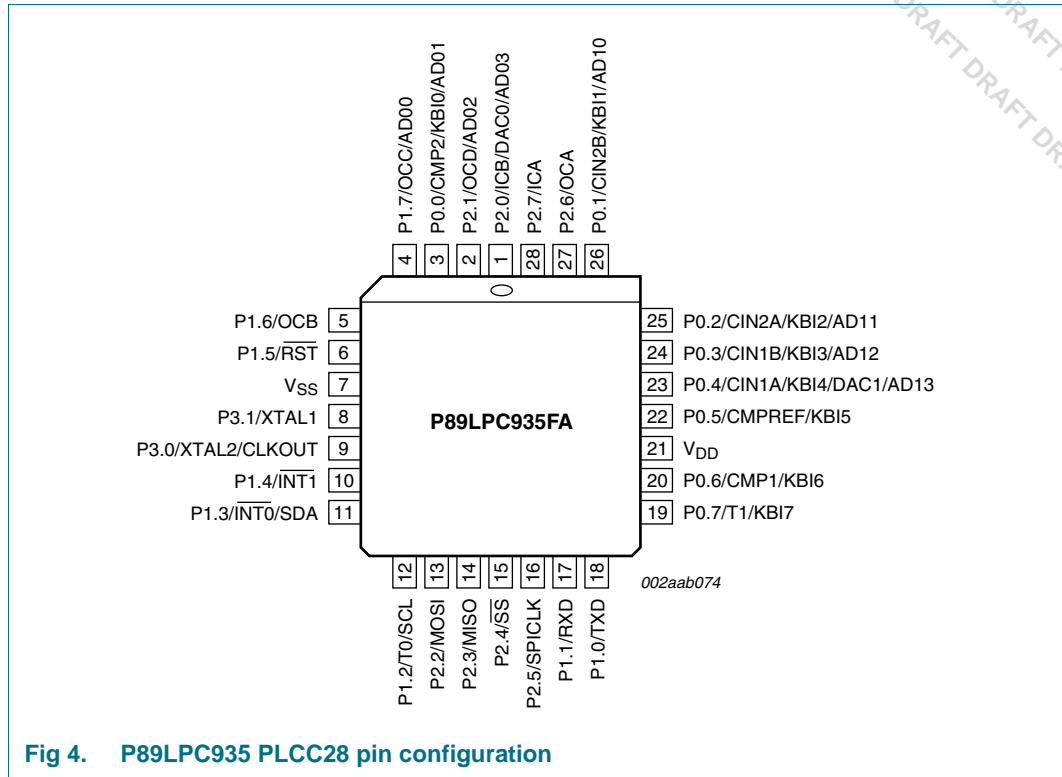 DRAFT DRAFT DRAFT
DRAFT DRAFT
P1.7/OCC/AD00
P0.0/CMP2/KBI0/AD01
P2.1/OCD/AD02
P2.0/ICB/DAC0/AD03
P2.7/ICA
P2.6/OCA
P0.1/CIN2B/KBI1/AD10
4 3 2 1 28 27 26
P1.6/OCB 5
P1.5/RST 6
VSS 7
P3.1/XTAL1 8
P3.0/XTAL2/CLKOUT 9
P1.4/INT1 10
P1.3/INT0/SDA 11
P89LPC935FA
25 P0.2/CIN2A/KBI2/AD11
24 P0.3/CIN1B/KBI3/AD12
23 P0.4/CIN1A/KBI4/DAC1/AD13
22 P0.5/CMPREF/KBI5
21 VDD
20 P0.6/CMP1/KBI6
19 P0.7/T1/KBI7
12 13 14 15 16 17 18
P1.2/T0/SCL
P2.2/MOSI
P2.3/MISO
P2.4/SS
P2.5/SPICLK
P1.1/RXD
P1.0/TXD
002aab074
Fig 4. P89LPC935 PLCC28 pin configuration